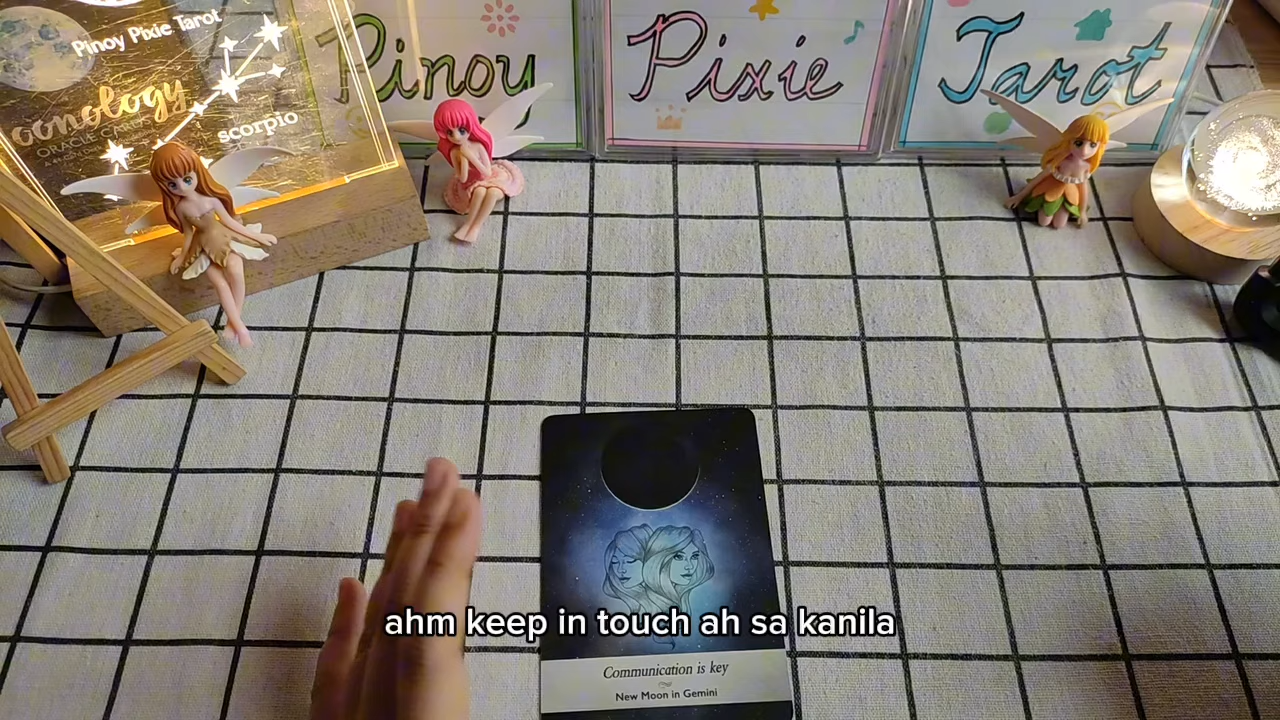 Pinoy Pixie Tarot
oonology
ORACLE CARDS
scorpio
Pinoy
Pixie
Tarot
ahm keep in touch ah sa kanila
Communication is key
New Moon in Gemini